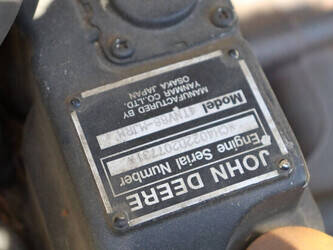 JOHN DEERE
Engine Serial Number
Model
MANUFACTURED BY
YANMAR CO.,LTD.
OSAKA JAPAN